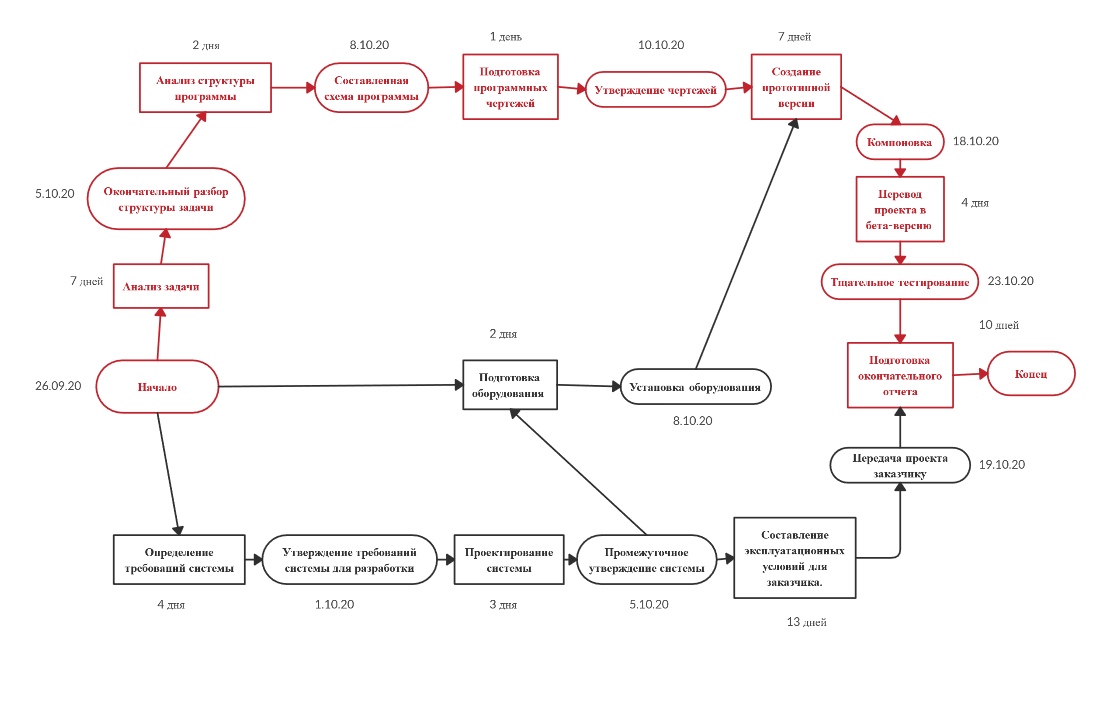 2 дня
8.10.20
1 день
10.10.20
7 дней
Анализ структуры
программы
Составленная
схема программы
Подготовка
программных
чертежей
Утверждение чертежей
Создание
прототипной
версии
Компоновка
18.10.20
5.10.20
Окончательный разбор
структуры задачи
Перевод
проекта в
бета-версию
4 дня
7 дней
Анализ задачи
Тщательное тестирование
23.10.20
10 дней
2 дня
26.09.20
Начало
Подготовка
оборудования
Установка оборудования
8.10.20
Подготовка
окончательного
отчета
Конец
Передача проекта
заказчику
19.10.20
Определение
требований системы
Утверждение требований
системы для разработки
Проектирование
системы
Промежуточное
утверждение системы
Составление
эксплуатационных
условий для
заказчика.
4 дня
1.10.20
3 дня
5.10.20
13 дней